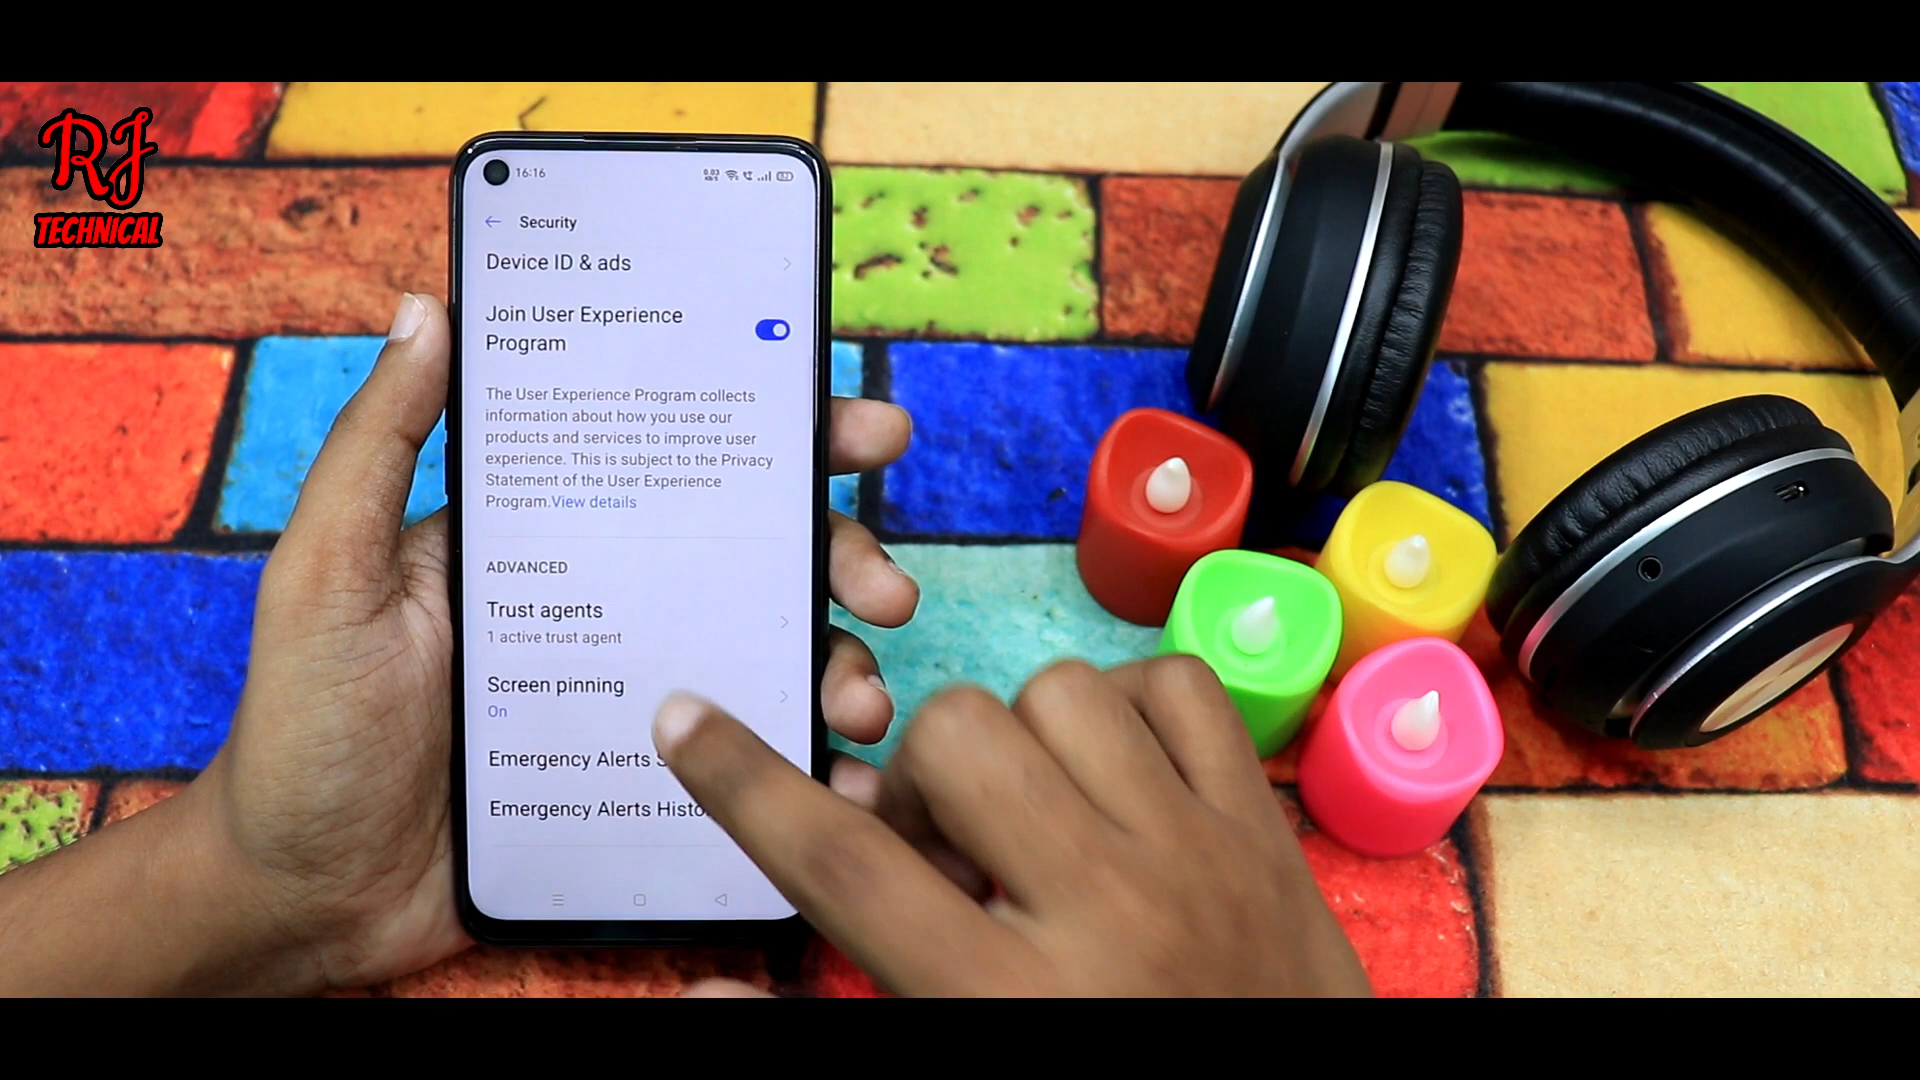 RJ
TECHNICAL
16:16
Security
Device ID & ads
Join User Experience
Program
The User Experience Program collects
information about how you use our
products and services to improve user
experience. This is subject to the Privacy
Statement of the User Experience
Program.View details
ADVANCED
Trust agents
1 active trust agent
Screen pinning
On
Emergency Alerts
Emergency Alerts